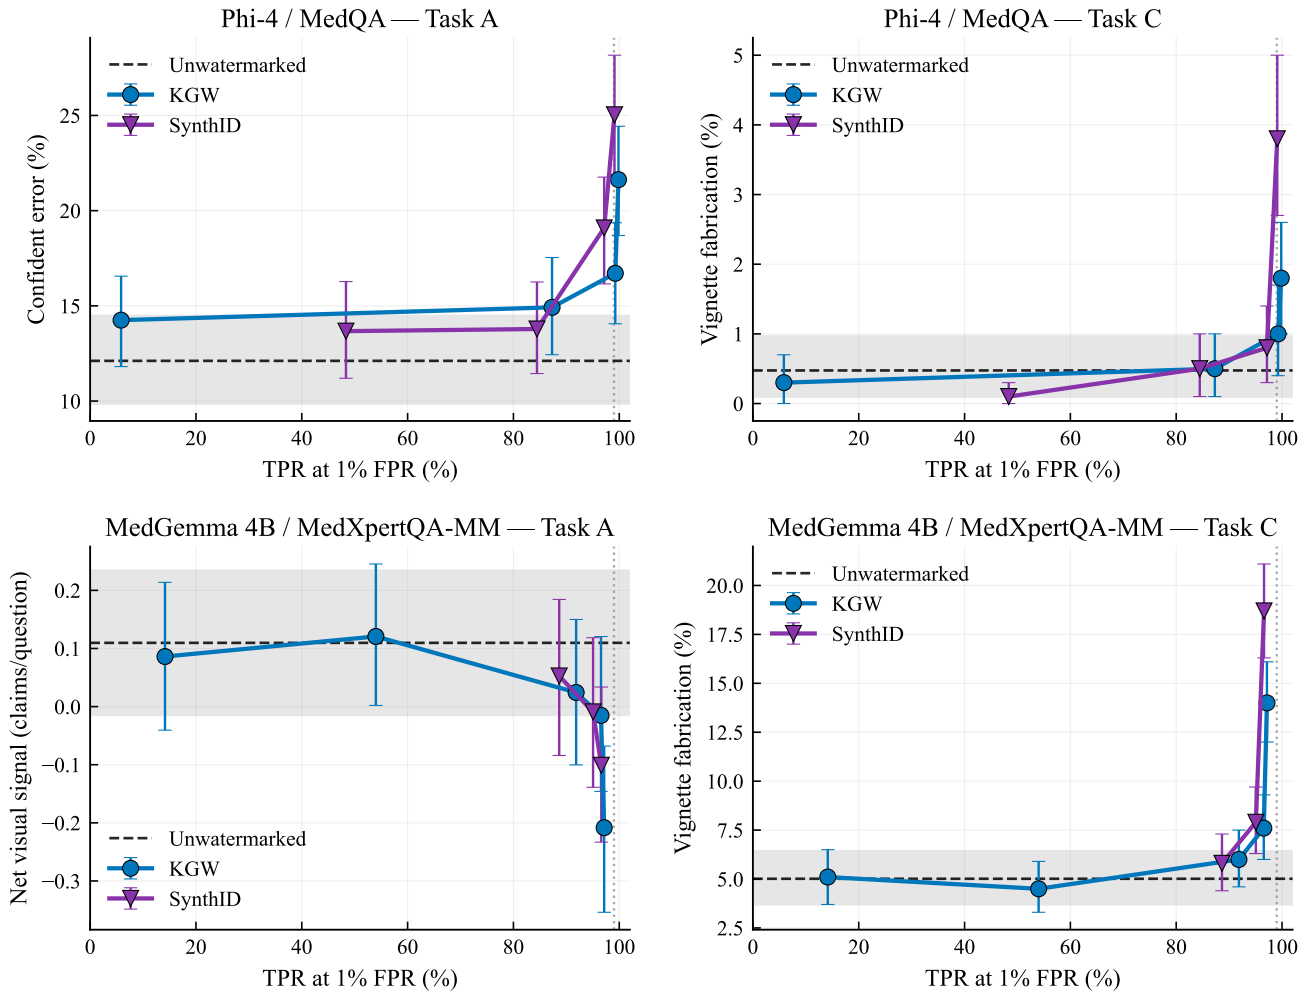 Phi-4 / MedQA — Task A
Confident error (%)
25
20
15
10
Unwatermarked
KGW
SynthID
0 20 40 60 80 100
TPR at 1% FPR (%)
Phi-4 / MedQA — Task C
Vignette fabrication (%)
5
4
3
2
1
0
Unwatermarked
KGW
SynthID
0 20 40 60 80 100
TPR at 1% FPR (%)
MedGemma 4B / MedXpertQA-MM — Task A
Net visual signal (claims/question)
0.2
0.1
0.0
−0.1
−0.2
−0.3
Unwatermarked
KGW
SynthID
0 20 40 60 80 100
TPR at 1% FPR (%)
MedGemma 4B / MedXpertQA-MM — Task C
Vignette fabrication (%)
20.0
17.5
15.0
12.5
10.0
7.5
5.0
2.5
Unwatermarked
KGW
SynthID
0 20 40 60 80 100
TPR at 1% FPR (%)